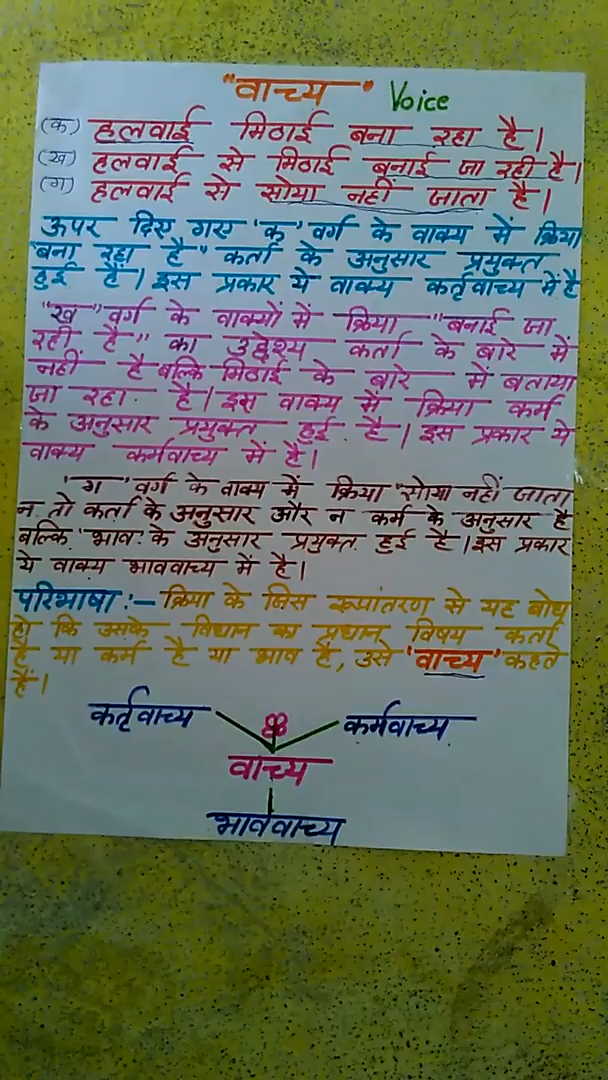 "वाच्य" Voice
(क) हलवाई मिठाई बना रहा है।
(ख) हलवाई से मिठाई बनाई जा रही है।
(ग) हलवाई से सोया नहीं जाता है।
ऊपर दिए गए 'क' वर्ग के वाक्य में क्रिया
"बना रहा है" कर्ता के अनुसार प्रयुक्त
हुई हैं। इस प्रकार ये वाक्य कर्तृवाच्य में है
"ख" वर्ग के वाक्यों में क्रिया "बनाई जा
रही है" का उद्देश्य कर्ता के बारे में
नहीं है बल्कि मिठाई के बारे में बताया
जा रहा है। इस वाक्य में क्रिया कर्म
के अनुसार प्रयुक्त हुई है। इस प्रकार ये
वाक्य कर्मवाच्य में है।
'ग' वर्ग के वाक्य में क्रिया "सोया नहीं जाता
न तो कर्ता के अनुसार और न कर्म के अनुसार है
बल्कि 'भाव' के अनुसार प्रयुक्त हुई है। इस प्रकार
ये वाक्य भाववाच्य में है।
परिभाषा :- क्रिया के जिस रूपांतरण से यह बोध
हो कि उसके विधान का प्रधान विषय कर्ता
है या कर्म है या भाव है, उसे 'वाच्य" कहते
हैं।
कर्तृवाच्य कर्मवाच्य
वाच्य
भाववाच्य